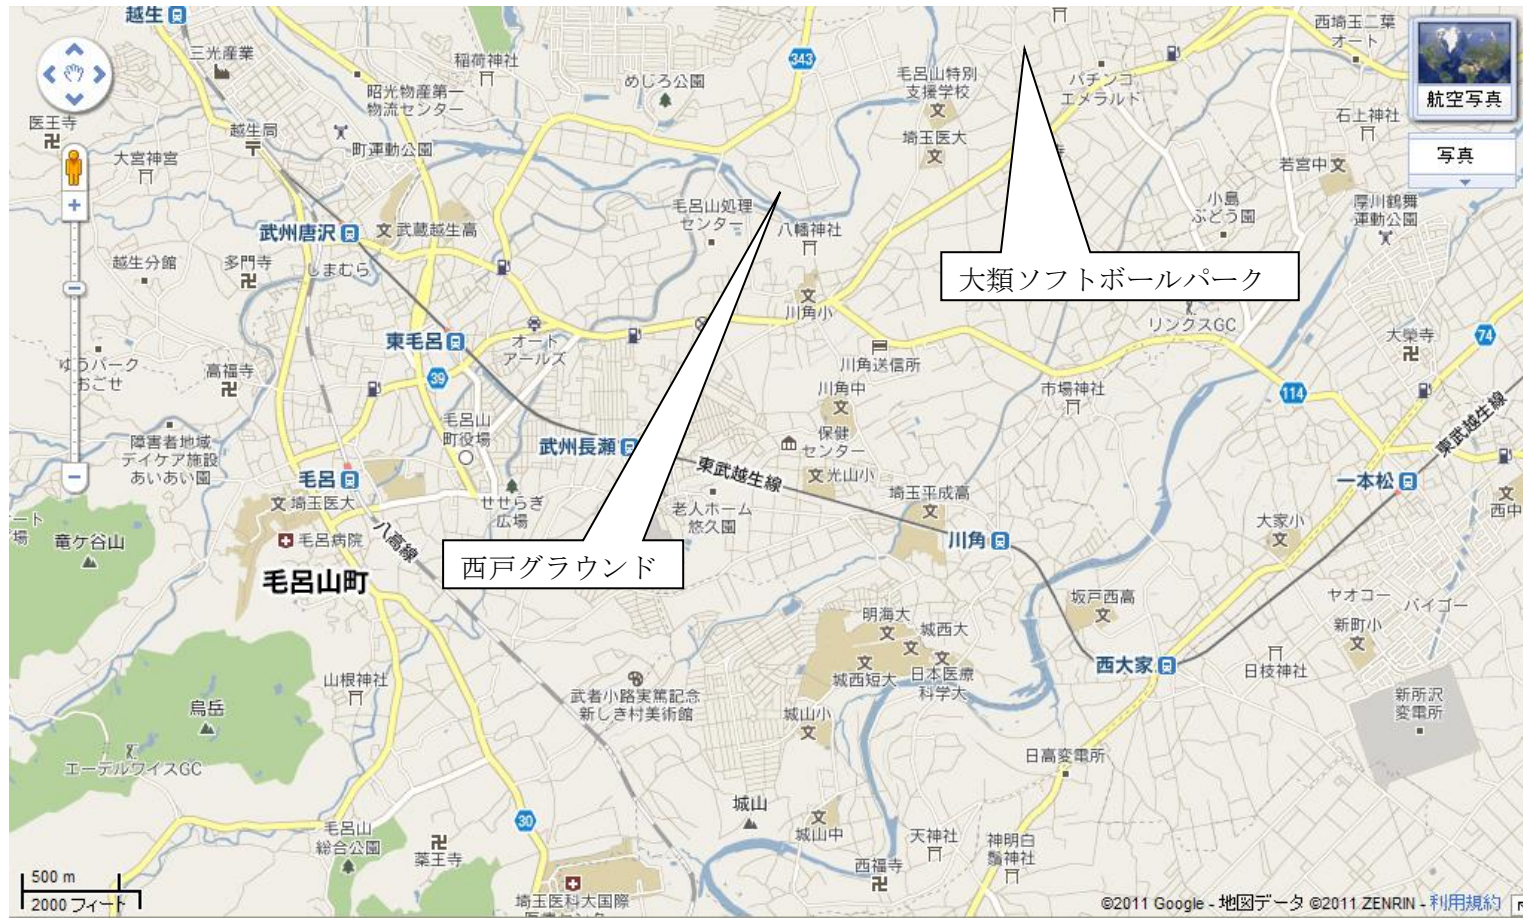 越生
三光産業
稲荷神社
昭光物産第一
物流センター
めじろ公園
343
毛呂山特別
支援学校
埼玉医大
パチンコ
エメラルド
西埼玉二葉
オート
航空写真
写真
石上神社
若宮中
医王寺
大宮神宮
越生局
町運動公園
武州唐沢
武蔵越生高
毛呂山処理
センター
八幡神社
小島
ぶどう園
厚川鶴舞
運動公園
越生分館
多門寺
しまむら
大類ソフトボールパーク
川角小
リンクスGC
東毛呂
オート
アールズ
川角送信所
大榮寺
74
ゆうパーク
おごせ
高福寺
39
川角中
市場神社
114
毛呂山
町役場
武州長瀬
保健
センター
東武越生線
東武越生線
障害者地域
デイケア施設
あいあい園
毛呂
埼玉医大
せせらぎ
広場
老人ホーム
悠久園
光山小
埼玉平成高
一本松
西中
大家小
竜ケ谷山
毛呂病院
八高線
西戸グラウンド
川角
毛呂山町
坂戸西高
ヤオコー
バイゴー
新町小
明海大
城西大
城西短大
日本医療
科学大
西大家
日枝神社
山根神社
武者小路実篤記念
新しき村美術館
城山小
新所沢
変電所
烏岳
エーデルワイスGC
日高変電所
城山
城山中
30
毛呂山
総合公園
薬王寺
天神社
神明白
鬚神社
西福寺
埼玉医科大国際
500 m
2000 フィート
©2011 Google - 地図データ ©2011 ZENRIN - 利用規約